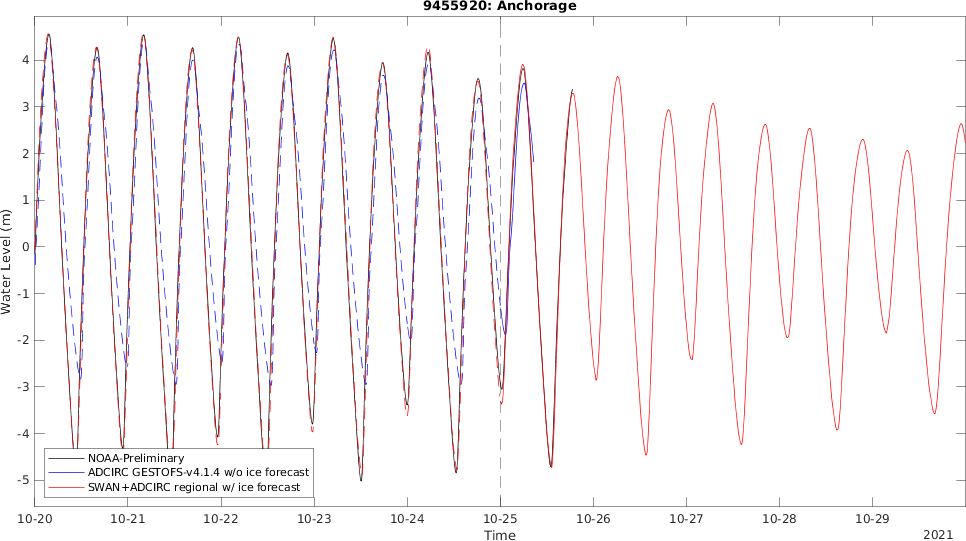 9455920: Anchorage
Water Level (m)
4
3
2
1
0
-1
-2
-3
-4
-5
NOAA-Preliminary
ADCIRC GESTOFS-v4.1.4 w/o ice forecast
SWAN+ADCIRC regional w/ ice forecast
10-20 10-21 10-22 10-23 10-24 10-25 10-26 10-27 10-28 10-29
Time
2021